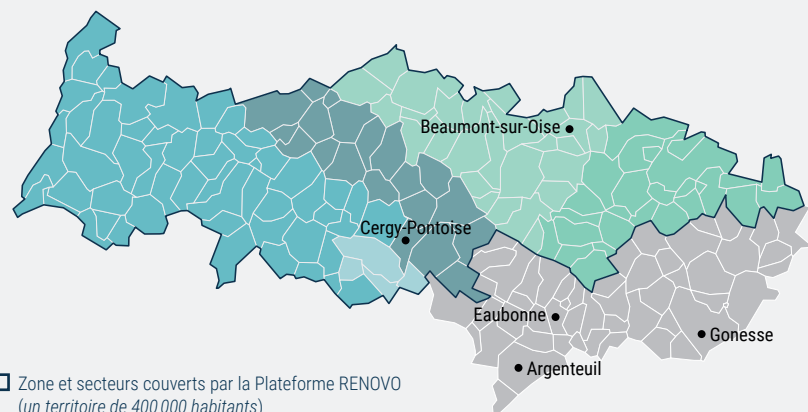 Beaumont-sur-Oise
Cergy-Pontoise
Eaubonne
Gonesse
Argenteuil
Zone et secteurs couverts par la Plateforme RENOVO
(un territoire de 400 000 habitants)